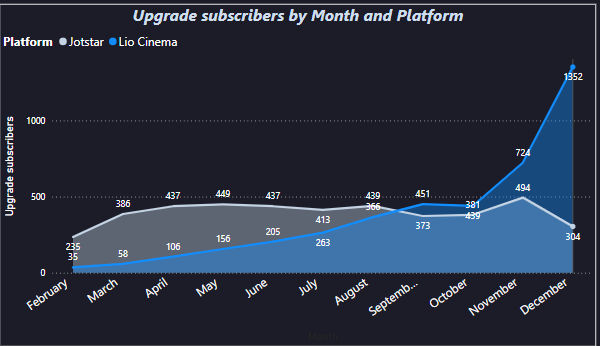 Upgrade subscribers by Month and Platform
Platform Jotstar Lio Cinema
Upgrade subscribers
1000
500
0
235 386 437 449 437 413 439 373 381 494 304
35 58 106 156 205 263 366 451 439 724 1352
February March April May June July August Septemb... October November December